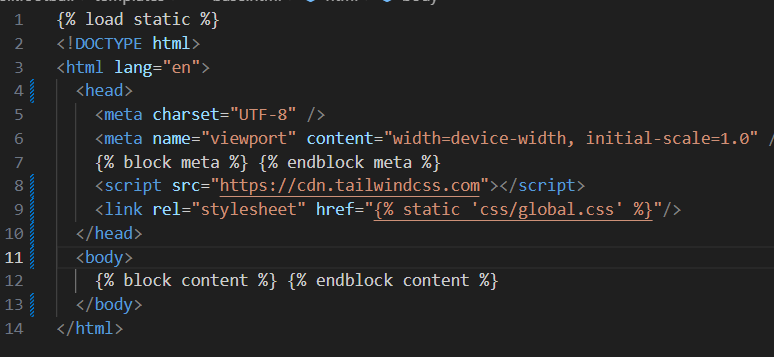 1 {% load static %}
2 <!DOCTYPE html>
3 <html lang="en">
4 <head>
5 <meta charset="UTF-8" />
6 <meta name="viewport" content="width=device-width, initial-scale=1.0" /
7 {% block meta %} {% endblock meta %}
8 <script src="https://cdn.tailwindcss.com"></script>
9 <link rel="stylesheet" href="{% static 'css/global.css' %}"/>
10 </head>
11 <body>
12 {% block content %} {% endblock content %}
13 </body>
14 </html>